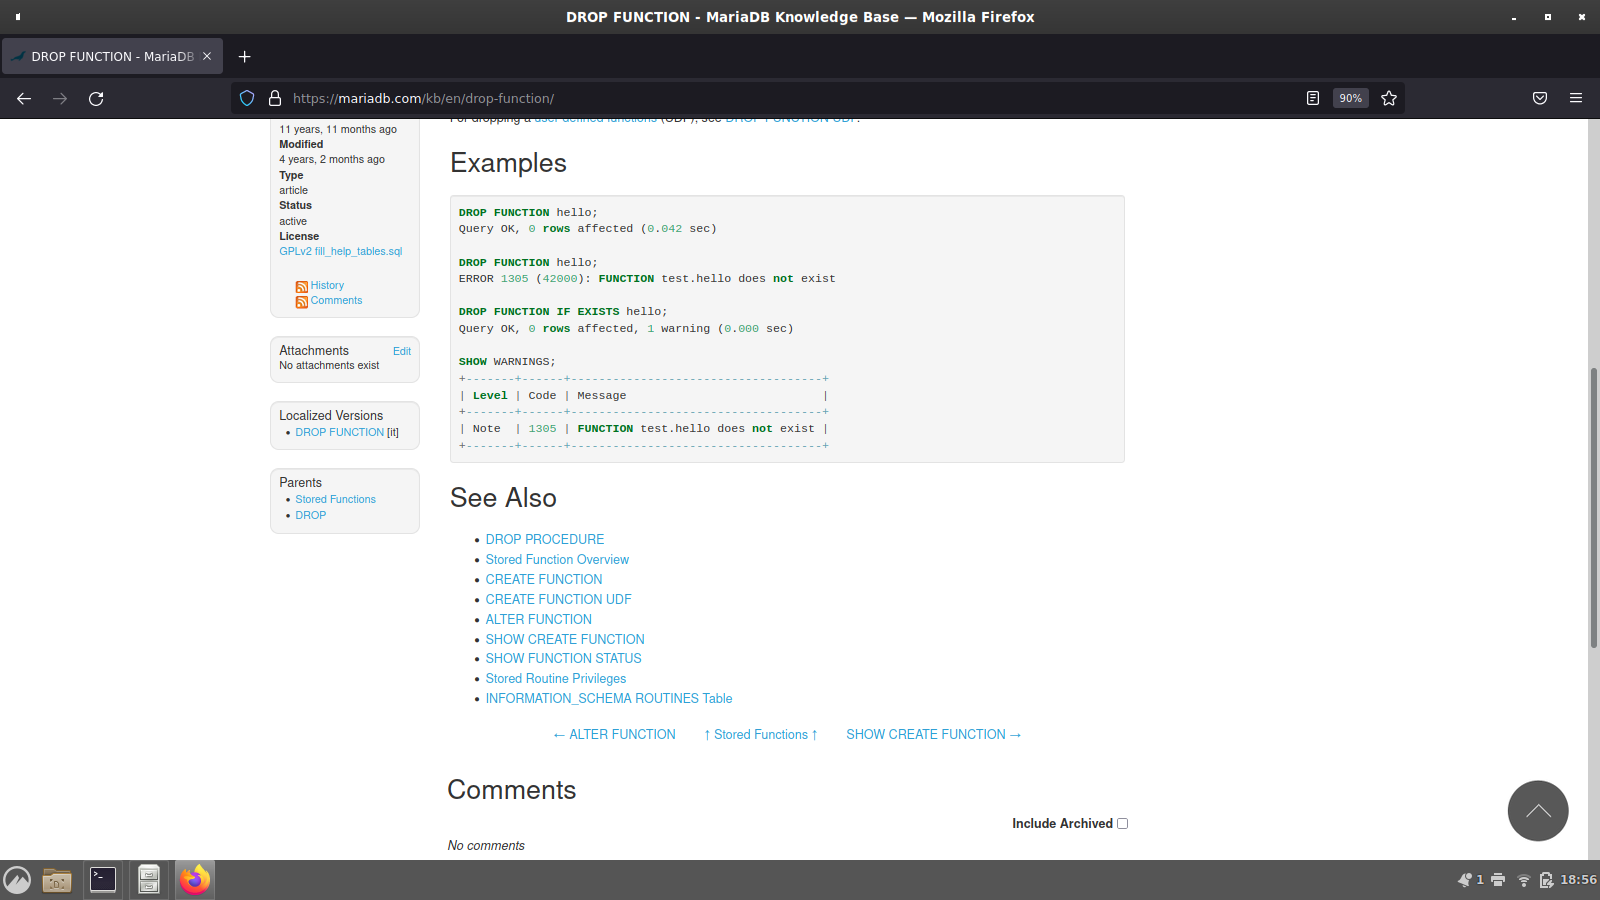 DROP FUNCTION - MariaDB Knowledge Base — Mozilla Firefox
DROP FUNCTION - MariaDB
https://mariadb.com/kb/en/drop-function/
90%
For dropping a user-defined functions (UDF), see DROP FUNCTION UDF.
11 years, 11 months ago
Modified
4 years, 2 months ago
Type
article
Status
active
License
GPLv2 fill_help_tables.sql
History
Comments
Attachments Edit
No attachments exist
Localized Versions
• DROP FUNCTION [it]
Parents
• Stored Functions
• DROP
Examples
DROP FUNCTION hello;
Query OK, 0 rows affected (0.042 sec)
DROP FUNCTION hello;
ERROR 1305 (42000): FUNCTION test.hello does not exist
DROP FUNCTION IF EXISTS hello;
Query OK, 0 rows affected, 1 warning (0.000 sec)
SHOW WARNINGS;
+-------+------+------------------------------------+
| Level | Code | Message                            |
+-------+------+------------------------------------+
| Note  | 1305 | FUNCTION test.hello does not exist |
+-------+------+------------------------------------+
See Also
• DROP PROCEDURE
• Stored Function Overview
• CREATE FUNCTION
• CREATE FUNCTION UDF
• ALTER FUNCTION
• SHOW CREATE FUNCTION
• SHOW FUNCTION STATUS
• Stored Routine Privileges
• INFORMATION_SCHEMA ROUTINES Table
← ALTER FUNCTION ↑ Stored Functions ↑ SHOW CREATE FUNCTION →
Comments
Include Archived
No comments
1 18:56